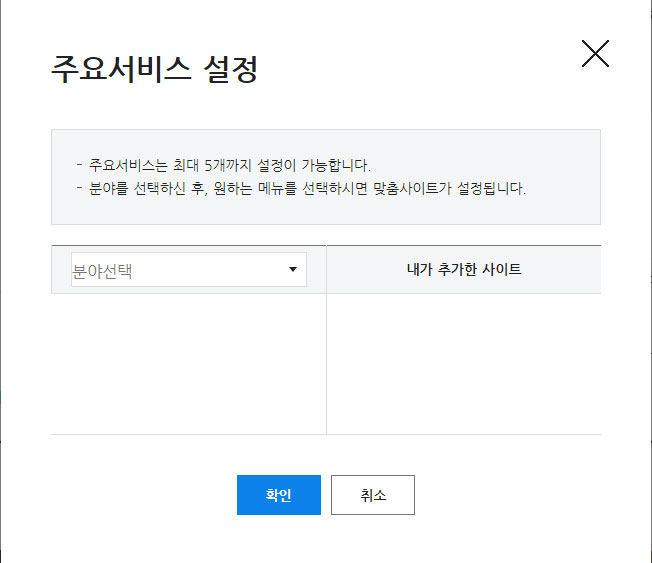 주요서비스 설정
- 주요서비스는 최대 5개까지 설정이 가능합니다.
- 분야를 선택하신 후, 원하는 메뉴를 선택하시면 맞춤사이트가 설정됩니다.
분야선택
내가 추가한 사이트
확인
취소